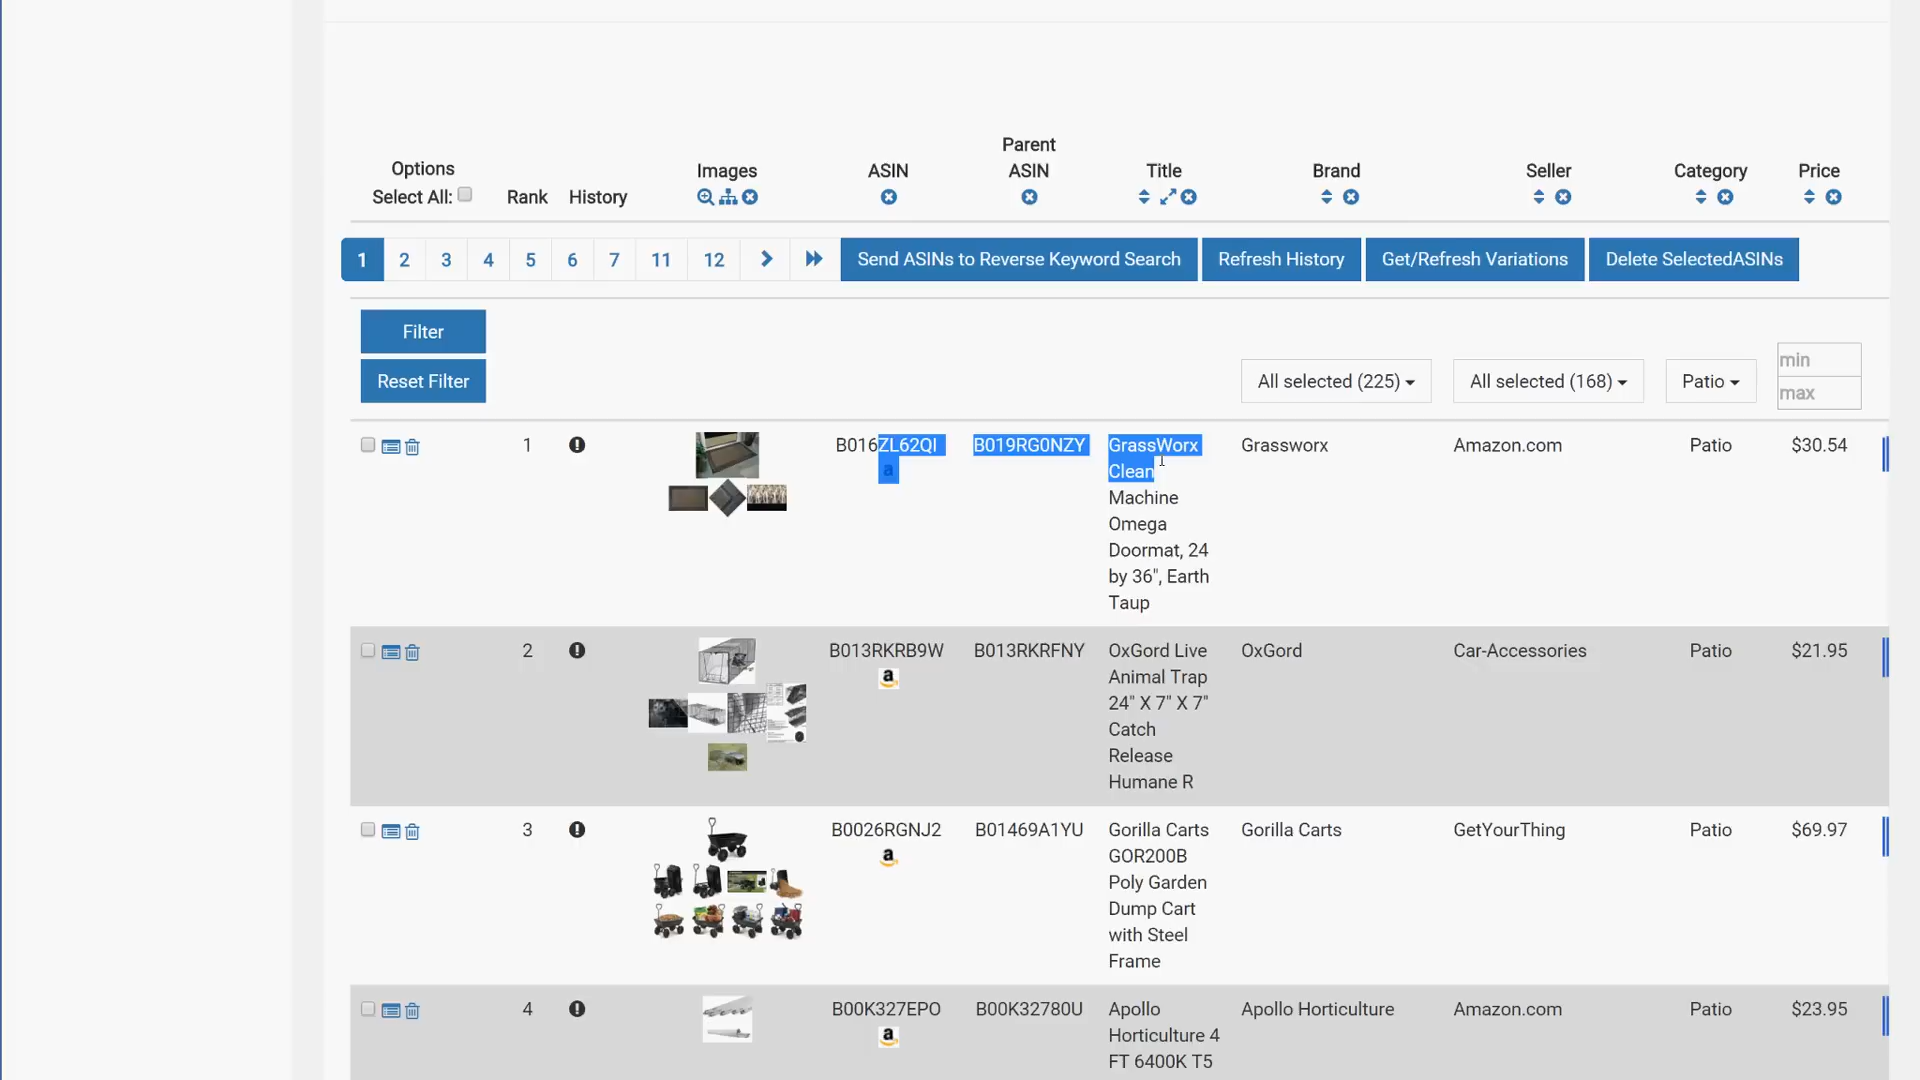 Options
Select All:
Rank
History
Images
ASIN
Parent
ASIN
Title
Brand
Seller
Category
Price
1 2 3 4 5 6 7 11 12
Send ASINs to Reverse Keyword Search
Refresh History
Get/Refresh Variations
Delete SelectedASINs
Filter
Reset Filter
All selected (225)
All selected (168)
Patio
min
max
1
B016ZL62QI
a
B019RG0NZY
GrassWorx
Clean
Machine
Omega
Doormat, 24
by 36", Earth
Taup
Grassworx
Amazon.com
Patio
$30.54
2
B013RKRB9W
a
B013RKRFNY
OxGord Live
Animal Trap
24" X 7" X 7"
Catch
Release
Humane R
OxGord
Car-Accessories
Patio
$21.95
3
B0026RGNJ2
a
B01469A1YU
Gorilla Carts
GOR200B
Poly Garden
Dump Cart
with Steel
Frame
Gorilla Carts
GetYourThing
Patio
$69.97
4
B00K327EPO
a
B00K32780U
Apollo
Horticulture 4
FT 6400K T5
Apollo Horticulture
Amazon.com
Patio
$23.95